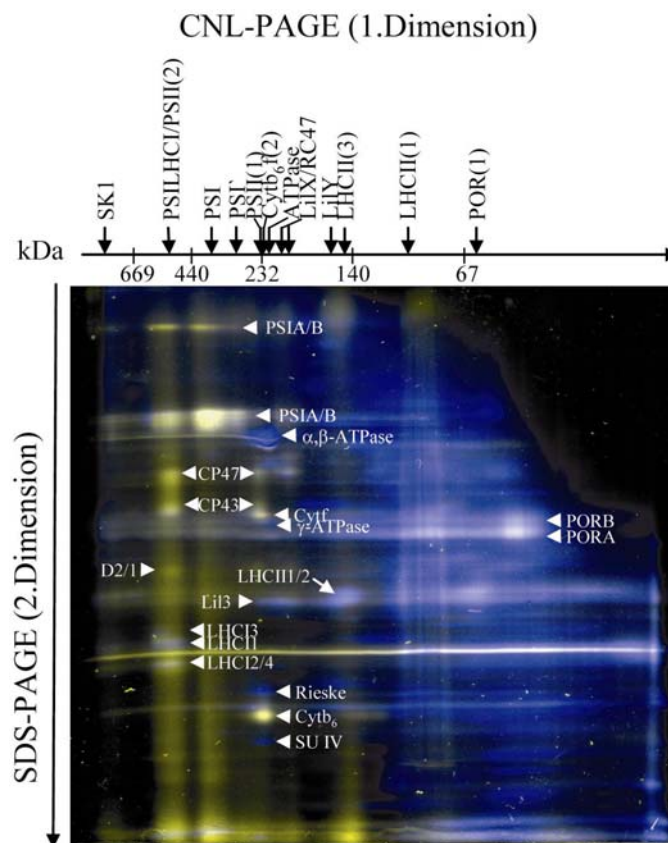 CNL-PAGE (1.Dimension)
SK1
PSILHCI/PSII(2)
PSI
PSI'
PSII(1)
Cytb6f(2)
ATPase
LilX/RC47
LilY
LHCII(3)
LHCII(1)
POR(1)
kDa
669 440 232 140 67
SDS-PAGE (2.Dimension)
PSIA/B
PSIA/B
α,β-ATPase
CP47
CP43
Cytf
γ-ATPase
PORB
PORA
D2/1
LHCII1/2
Lil3
LHCI3
LHCI1
LHCI2/4
Rieske
Cytb6
SU IV